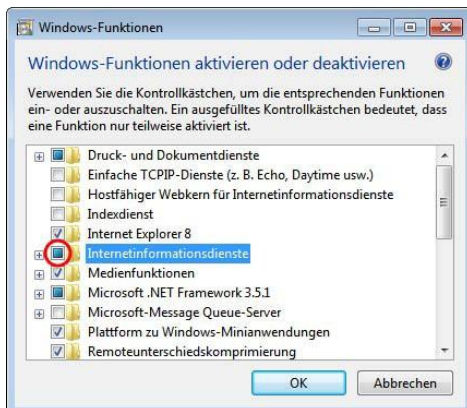 Windows-Funktionen
Windows-Funktionen aktivieren oder deaktivieren
Verwenden Sie die Kontrollkästchen, um die entsprechenden Funktionen
ein- oder auszuschalten. Ein ausgefülltes Kontrollkästchen bedeutet, dass
eine Funktion nur teilweise aktiviert ist.
Druck- und Dokumentdienste
Einfache TCPIP-Dienste (z. B. Echo, Daytime usw.)
Hostfähiger Webkern für Internetinformationsdienste
Indexdienst
Internet Explorer 8
Internetinformationsdienste
Medienfunktionen
Microsoft .NET Framework 3.5.1
Microsoft-Message Queue-Server
Plattform zu Windows-Minianwendungen
Remoteunterschiedskomprimierung
OK Abbrechen